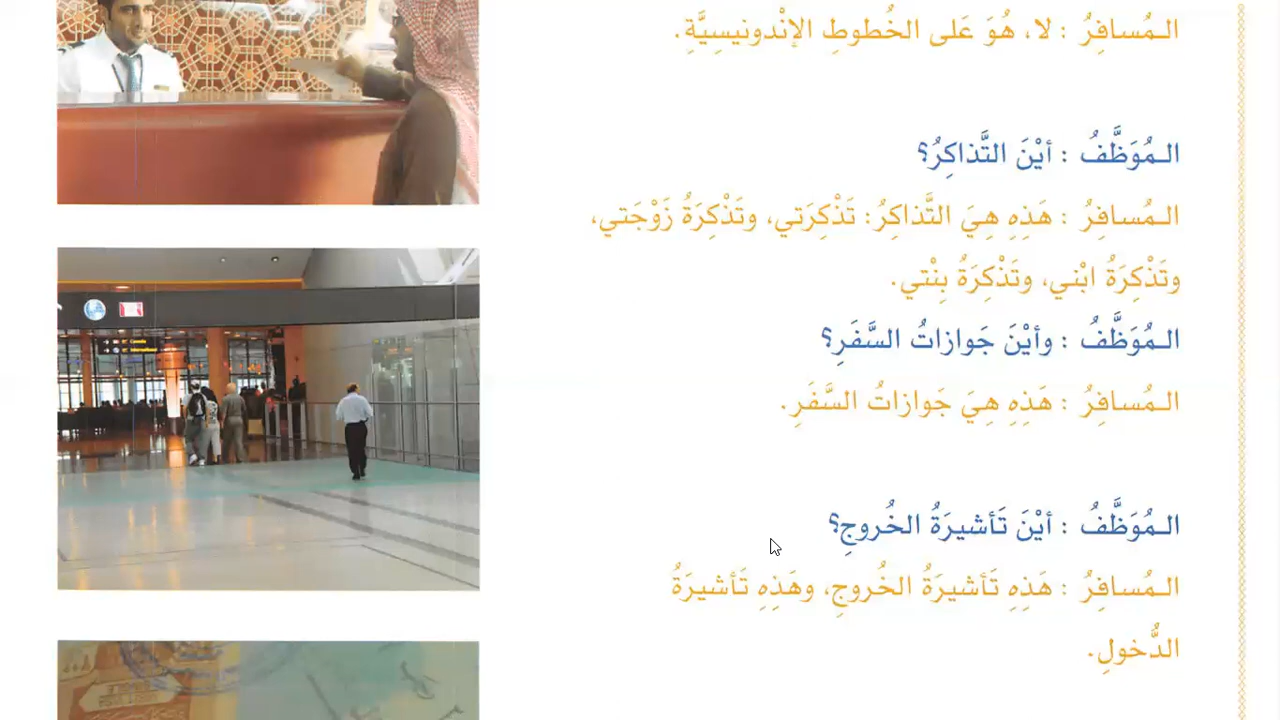 الـمُسافِرُ : لا، هُوَ عَلى الخُطوطِ الإنْدونيسِيَّةِ.
الـمُوَظَّفُ : أيْنَ التَّذاكِرُ؟
الـمُسافِرُ : هَذِهِ هِيَ التَّذاكِرُ: تَذْكِرَتي، وتَذْكِرَةُ زَوْجَتي،
وتَذْكِرَةُ ابْني، وتَذْكِرَةُ بِنْتي.
الـمُوَظَّفُ : وأيْنَ جَوازاتُ السَّفَرِ؟
الـمُسافِرُ : هَذِهِ هِيَ جَوازاتُ السَّفَرِ.
الـمُوَظَّفُ : أيْنَ تَأشيرَةُ الخُروجِ؟
الـمُسافِرُ : هَذِهِ تَأشيرَةُ الخُروجِ، وهَذِهِ تَأشيرَةُ
الدُّخولِ.